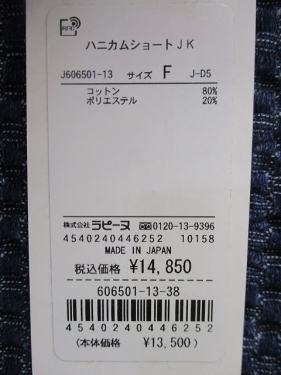 RFID
ハニカムショートJK
J606501-13 サイズ F J-D5
コットン 80%
ポリエステル 20%
株式会社 ラピーヌ 0120-13-9396
4540240446252 10158
MADE IN JAPAN
税込価格 ¥14,850
606501-13-38
4540240446252
(本体価格 ¥13,500)